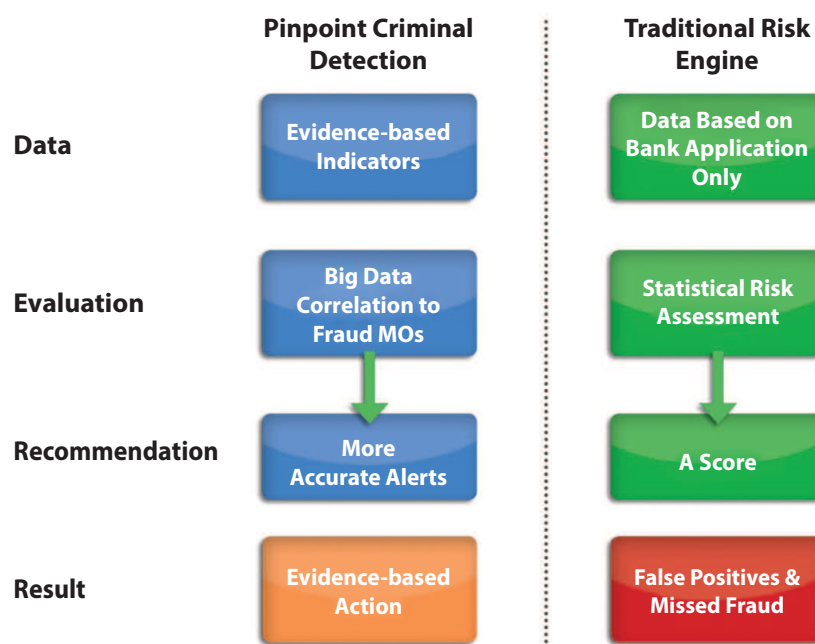 Pinpoint Criminal
Detection
Traditional Risk
Engine
Data
Evidence-based
Indicators
Data Based on
Bank Application
Only
Evaluation
Big Data
Correlation to
Fraud MOs
Statistical Risk
Assessment
Recommendation
More
Accurate Alerts
A Score
Result
Evidence-based
Action
False Positives &
Missed Fraud